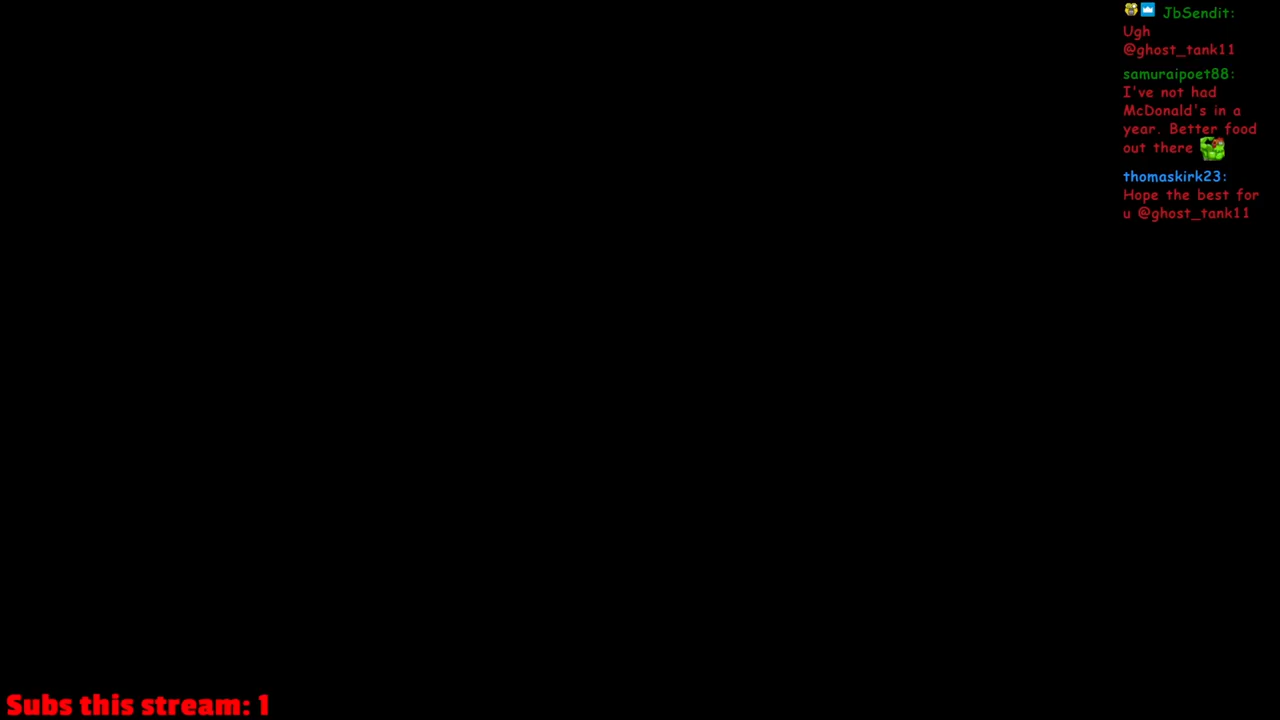 JbSendit:
Ugh
@ghost_tank11
samuraipoet88:
I've not had
McDonald's in a
year. Better food
out there
thomaskirk23:
Hope the best for
u @ghost_tank11
Subs this stream: 1